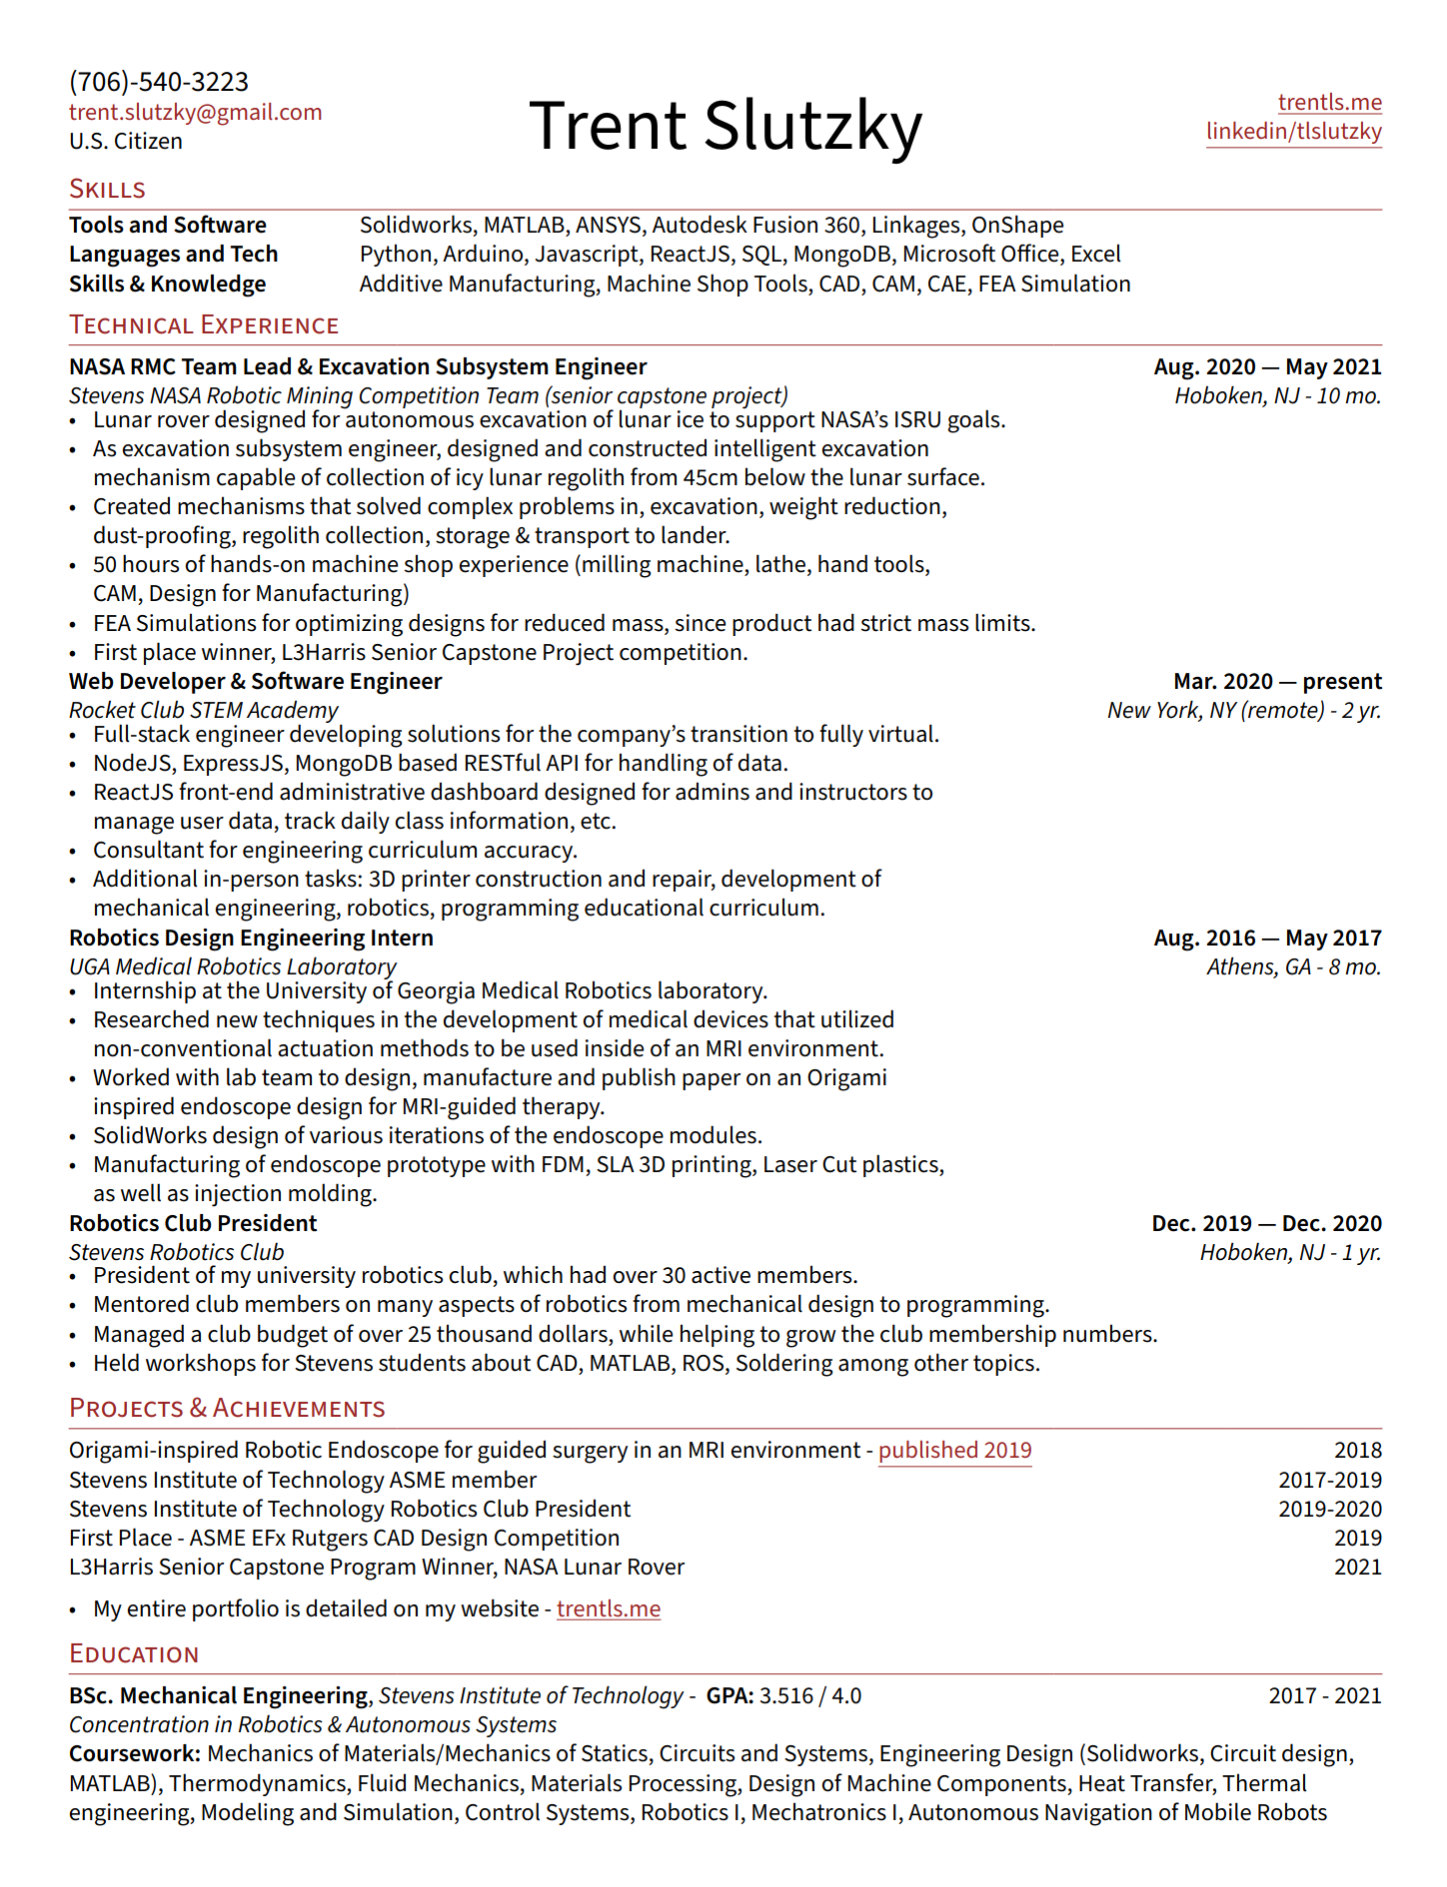 (706)-540-3223
trent.slutzky@gmail.com
U.S. Citizen
Trent Slutzky
trentls.me
linkedin/tlslutzky
Skills
Tools and Software Solidworks, MATLAB, ANSYS, Autodesk Fusion 360, Linkages, OnShape
Languages and Tech Python, Arduino, Javascript, ReactJS, SQL, MongoDB, Microsoft Office, Excel
Skills & Knowledge Additive Manufacturing, Machine Shop Tools, CAD, CAM, CAE, FEA Simulation
Technical Experience
NASA RMC Team Lead & Excavation Subsystem Engineer Aug. 2020 — May 2021
Stevens NASA Robotic Mining Competition Team (senior capstone project) Hoboken, NJ - 10 mo.
• Lunar rover designed for autonomous excavation of lunar ice to support NASA’s ISRU goals.
• As excavation subsystem engineer, designed and constructed intelligent excavation
mechanism capable of collection of icy lunar regolith from 45cm below the lunar surface.
• Created mechanisms that solved complex problems in, excavation, weight reduction,
dust-proofing, regolith collection, storage & transport to lander.
• 50 hours of hands-on machine shop experience (milling machine, lathe, hand tools,
CAM, Design for Manufacturing)
• FEA Simulations for optimizing designs for reduced mass, since product had strict mass limits.
• First place winner, L3Harris Senior Capstone Project competition.
Web Developer & Software Engineer Mar. 2020 — present
Rocket Club STEM Academy New York, NY (remote) - 2 yr.
• Full-stack engineer developing solutions for the company’s transition to fully virtual.
• NodeJS, ExpressJS, MongoDB based RESTful API for handling of data.
• ReactJS front-end administrative dashboard designed for admins and instructors to
manage user data, track daily class information, etc.
• Consultant for engineering curriculum accuracy.
• Additional in-person tasks: 3D printer construction and repair, development of
mechanical engineering, robotics, programming educational curriculum.
Robotics Design Engineering Intern Aug. 2016 — May 2017
UGA Medical Robotics Laboratory Athens, GA - 8 mo.
• Internship at the University of Georgia Medical Robotics laboratory.
• Researched new techniques in the development of medical devices that utilized
non-conventional actuation methods to be used inside of an MRI environment.
• Worked with lab team to design, manufacture and publish paper on an Origami
inspired endoscope design for MRI-guided therapy.
• SolidWorks design of various iterations of the endoscope modules.
• Manufacturing of endoscope prototype with FDM, SLA 3D printing, Laser Cut plastics,
as well as injection molding.
Robotics Club President Dec. 2019 — Dec. 2020
Stevens Robotics Club Hoboken, NJ - 1 yr.
• President of my university robotics club, which had over 30 active members.
• Mentored club members on many aspects of robotics from mechanical design to programming.
• Managed a club budget of over 25 thousand dollars, while helping to grow the club membership numbers.
• Held workshops for Stevens students about CAD, MATLAB, ROS, Soldering among other topics.
Projects & Achievements
Origami-inspired Robotic Endoscope for guided surgery in an MRI environment - published 2019 2018
Stevens Institute of Technology ASME member 2017-2019
Stevens Institute of Technology Robotics Club President 2019-2020
First Place - ASME EFx Rutgers CAD Design Competition 2019
L3Harris Senior Capstone Program Winner, NASA Lunar Rover 2021
• My entire portfolio is detailed on my website - trentls.me
Education
BSc. Mechanical Engineering, Stevens Institute of Technology - GPA: 3.516 / 4.0 2017 - 2021
Concentration in Robotics & Autonomous Systems
Coursework: Mechanics of Materials/Mechanics of Statics, Circuits and Systems, Engineering Design (Solidworks, Circuit design,
MATLAB), Thermodynamics, Fluid Mechanics, Materials Processing, Design of Machine Components, Heat Transfer, Thermal
engineering, Modeling and Simulation, Control Systems, Robotics I, Mechatronics I, Autonomous Navigation of Mobile Robots